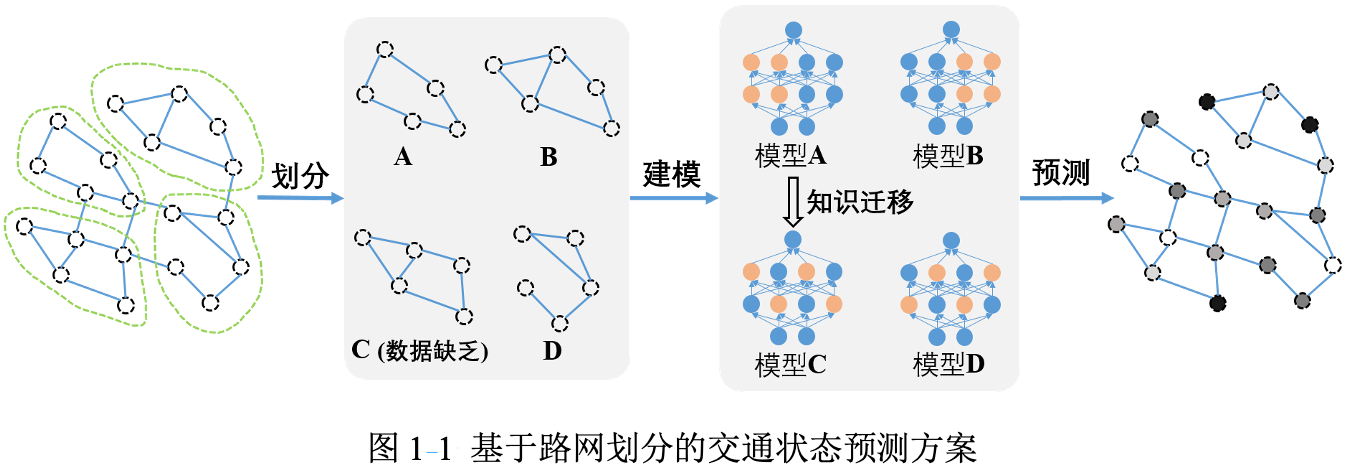 划分
A
B
C (数据缺乏)
D
建模
模型A
模型B
知识迁移
模型C
模型D
预测
图 1-1 基于路网划分的交通状态预测方案